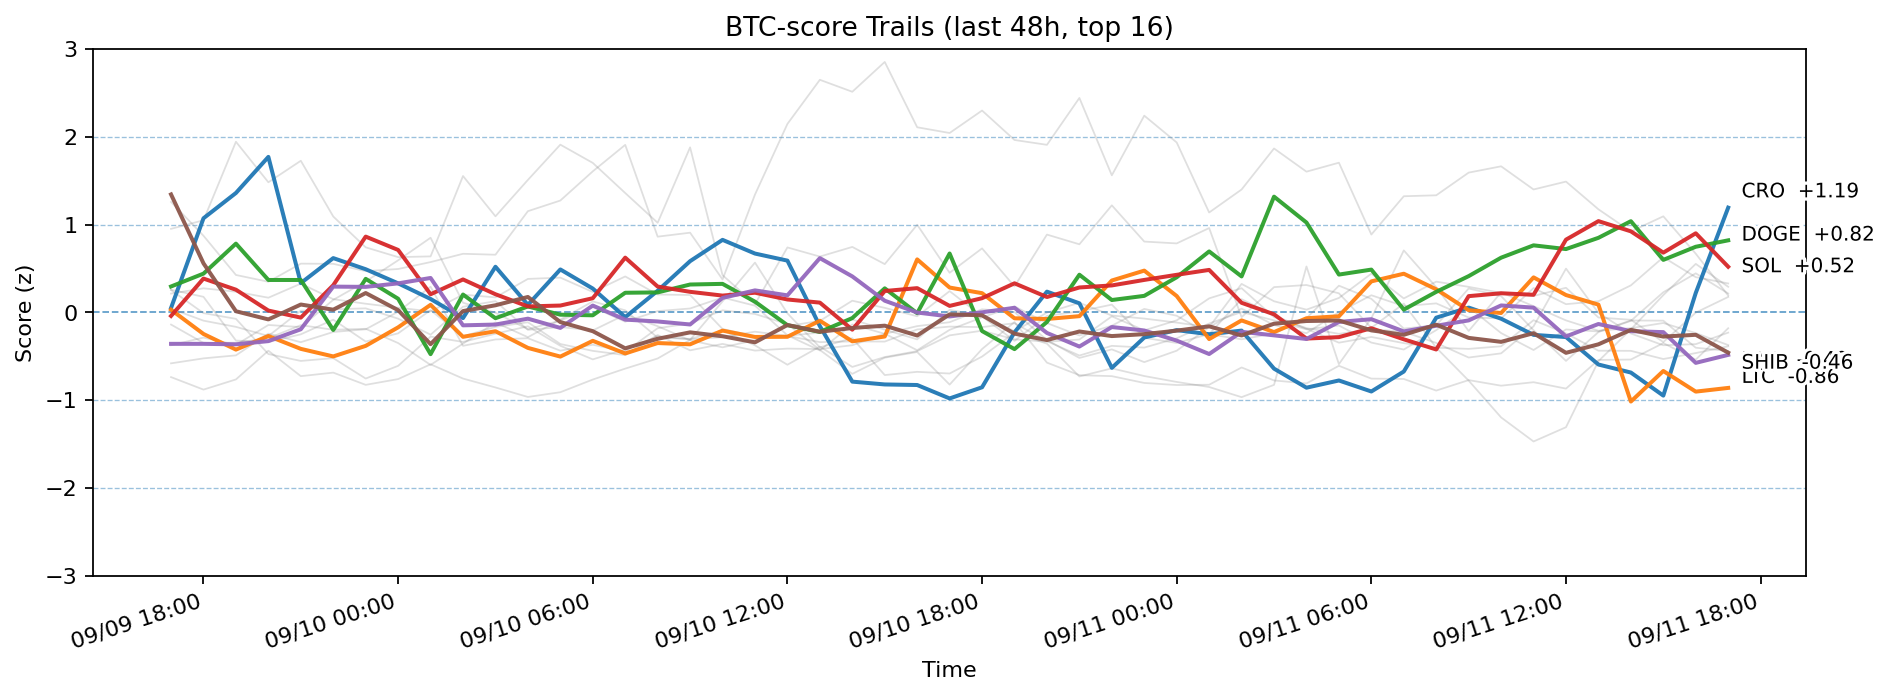 BTC-score Trails (last 48h, top 16)
Score (z)
3
2
1
0
−1
−2
−3
CRO +1.19
DOGE +0.82
SOL +0.52
SHIB -0.46
LTC -0.86
09/09 18:00
09/10 00:00
09/10 06:00
09/10 12:00
09/10 18:00
09/11 00:00
09/11 06:00
09/11 12:00
09/11 18:00
Time